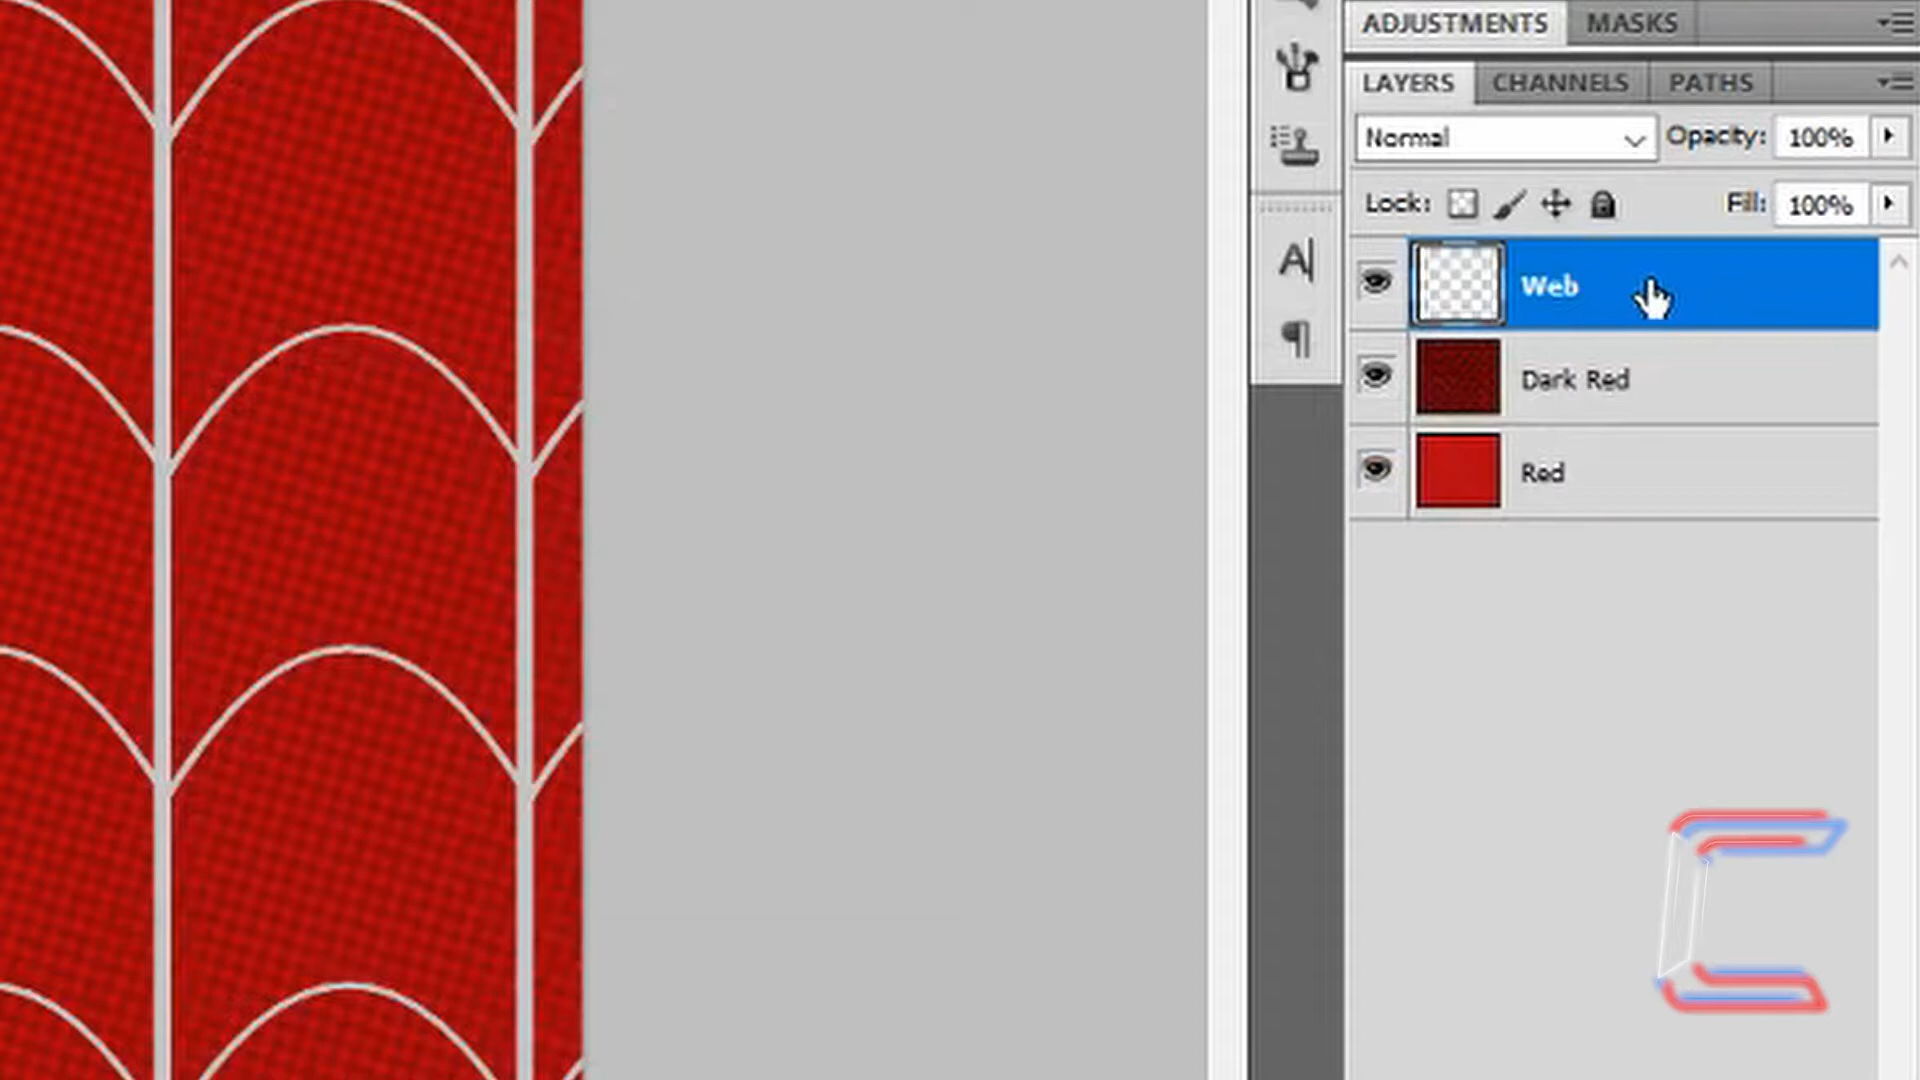 ADJUSTMENTS MASKS
LAYERS CHANNELS PATHS
Normal Opacity: 100%
Lock: Fill: 100%
A
Web
Dark Red
Red
C